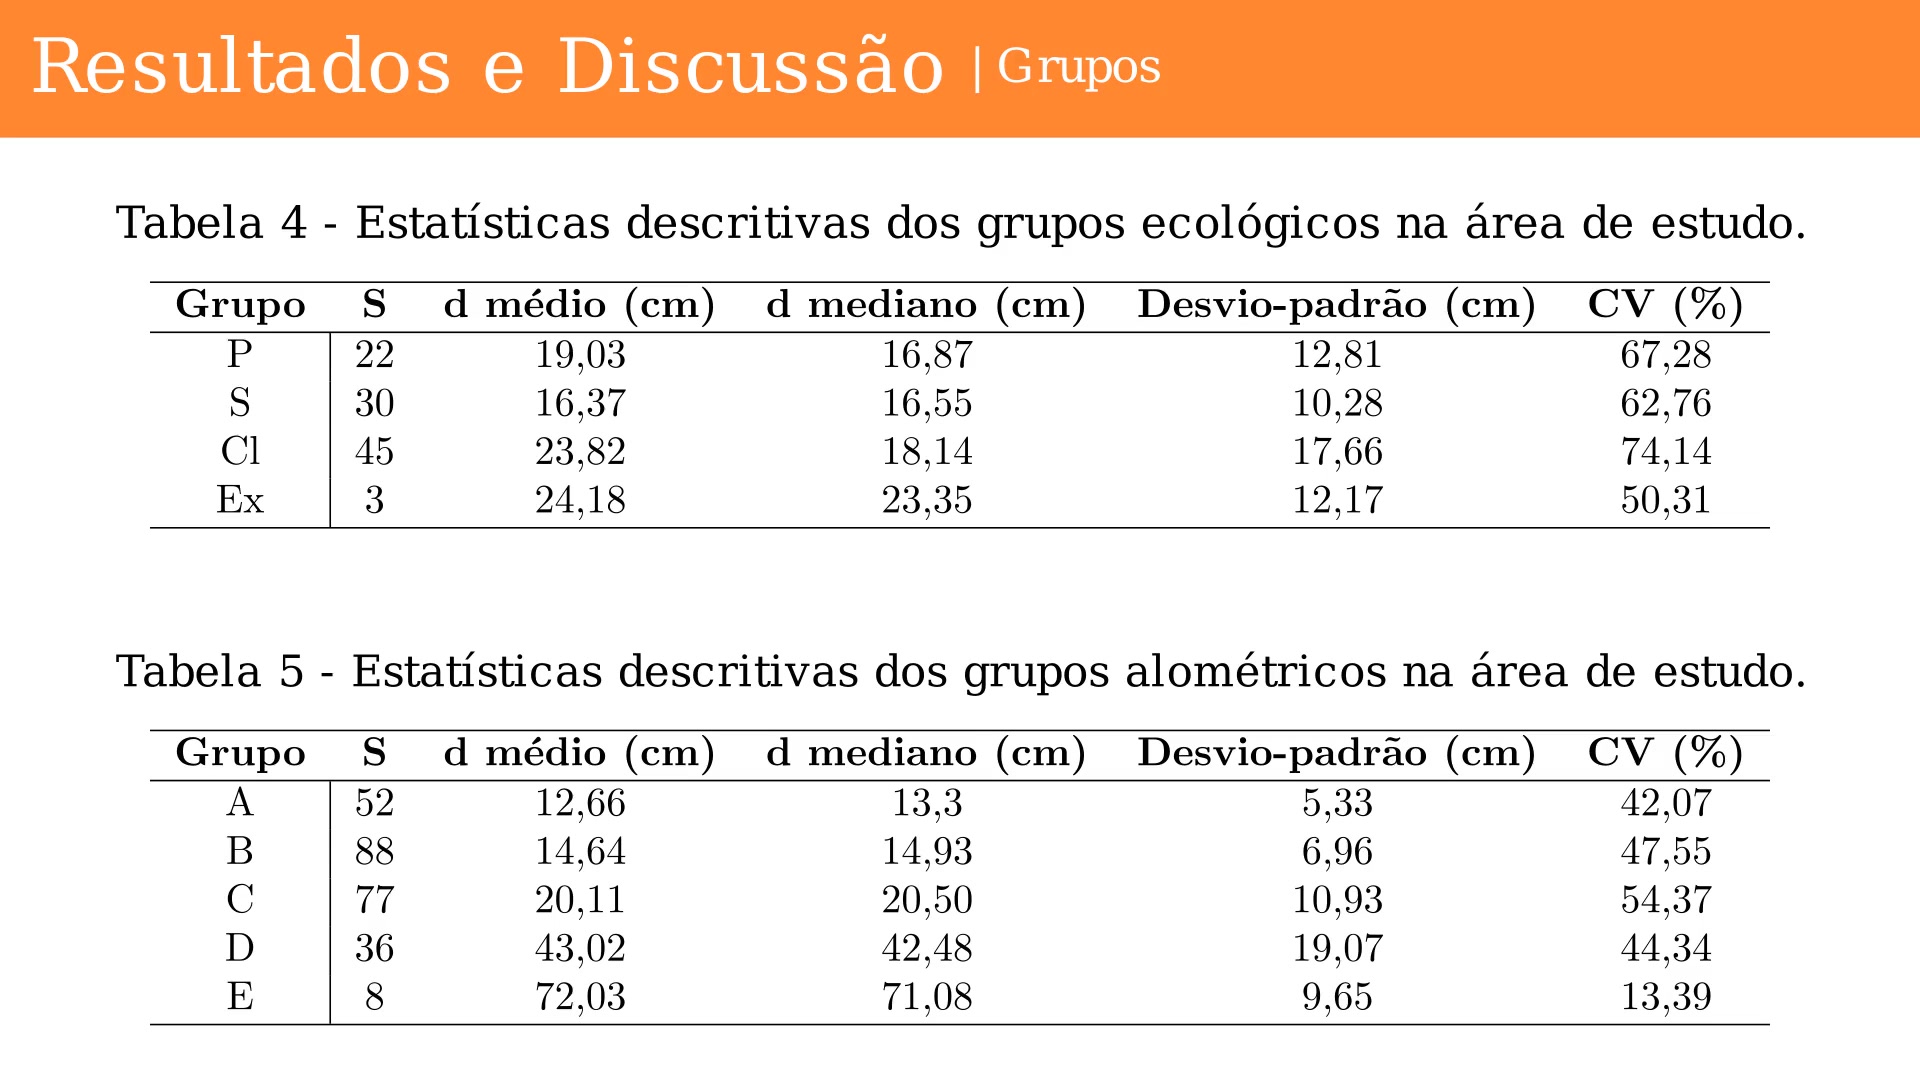 Resultados e Discussão | Grupos
Tabela 4 - Estatísticas descritivas dos grupos ecológicos na área de estudo.
Grupo S d médio (cm) d mediano (cm) Desvio-padrão (cm) CV (%)
P 22 19,03 16,87 12,81 67,28
S 30 16,37 16,55 10,28 62,76
Cl 45 23,82 18,14 17,66 74,14
Ex 3 24,18 23,35 12,17 50,31
Tabela 5 - Estatísticas descritivas dos grupos alométricos na área de estudo.
Grupo S d médio (cm) d mediano (cm) Desvio-padrão (cm) CV (%)
A 52 12,66 13,3 5,33 42,07
B 88 14,64 14,93 6,96 47,55
C 77 20,11 20,50 10,93 54,37
D 36 43,02 42,48 19,07 44,34
E 8 72,03 71,08 9,65 13,39